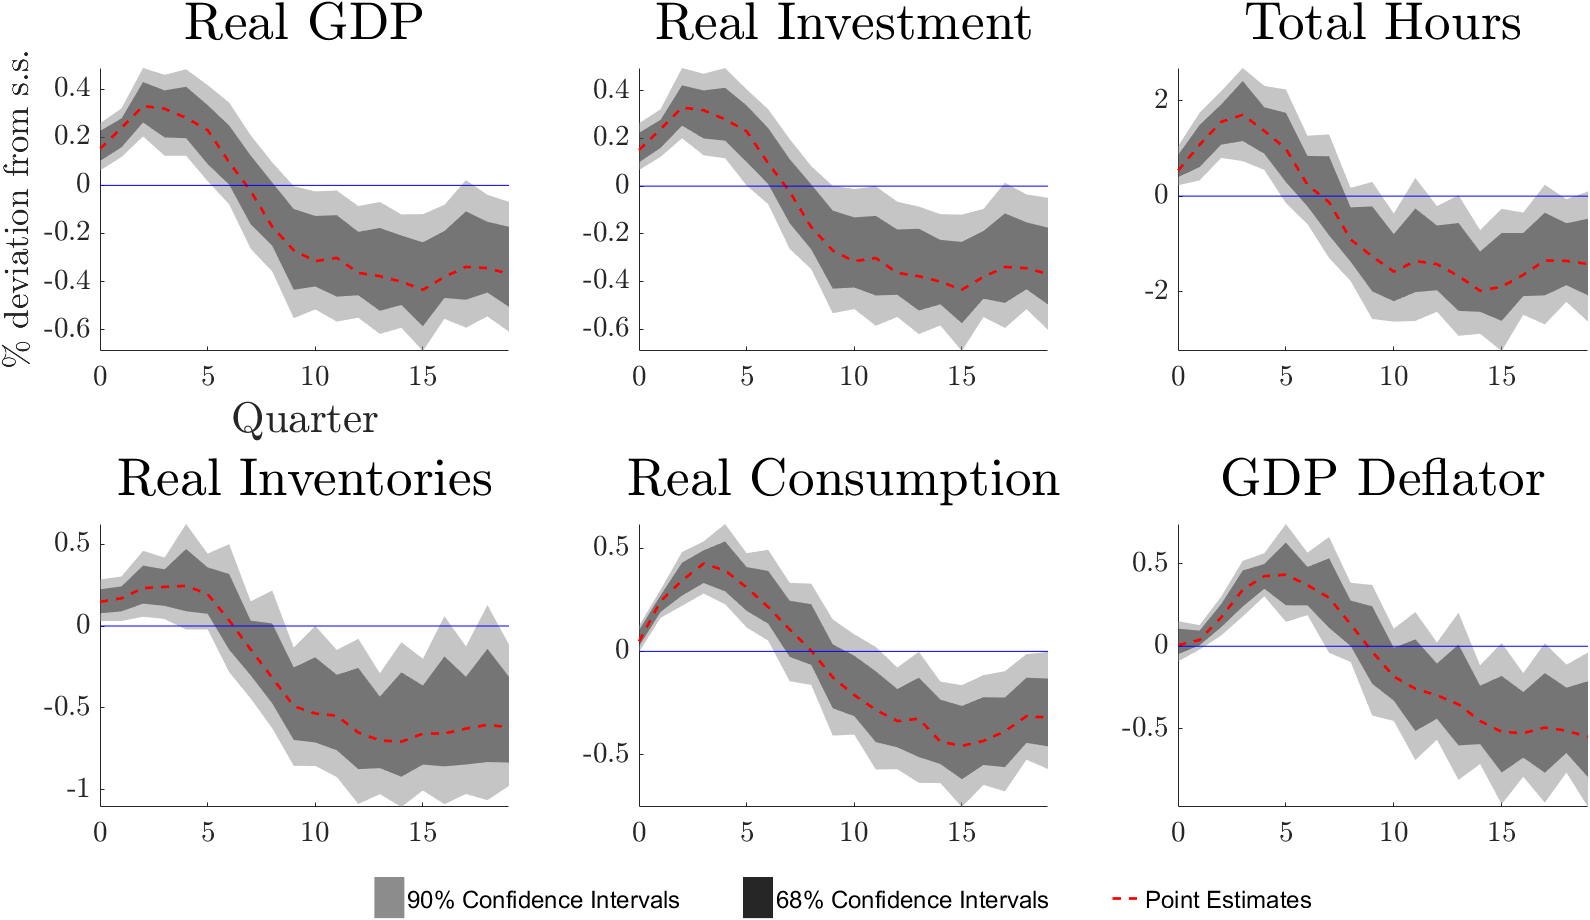 Real GDP
Real Investment
Total Hours
% deviation from s.s.
0.4
0.2
0
-0.2
-0.4
-0.6
0 5 10 15
Quarter
0.4
0.2
0
-0.2
-0.4
-0.6
0 5 10 15
2
0
-2
0 5 10 15
Real Inventories
Real Consumption
GDP Deflator
0.5
0
-0.5
-1
0 5 10 15
0.5
0
-0.5
0 5 10 15
0.5
0
-0.5
0 5 10 15
90% Confidence Intervals
68% Confidence Intervals
Point Estimates